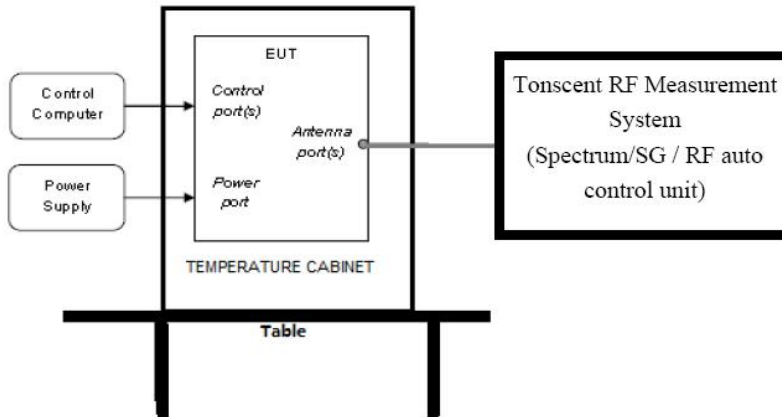 EUT
Control
Computer
Control
port(s)
Antenna
port(s)
Power
Supply
Power
port
TEMPERATURE CABINET
Table
Tonscent RF Measurement
System
(Spectrum/SG / RF auto
control unit)